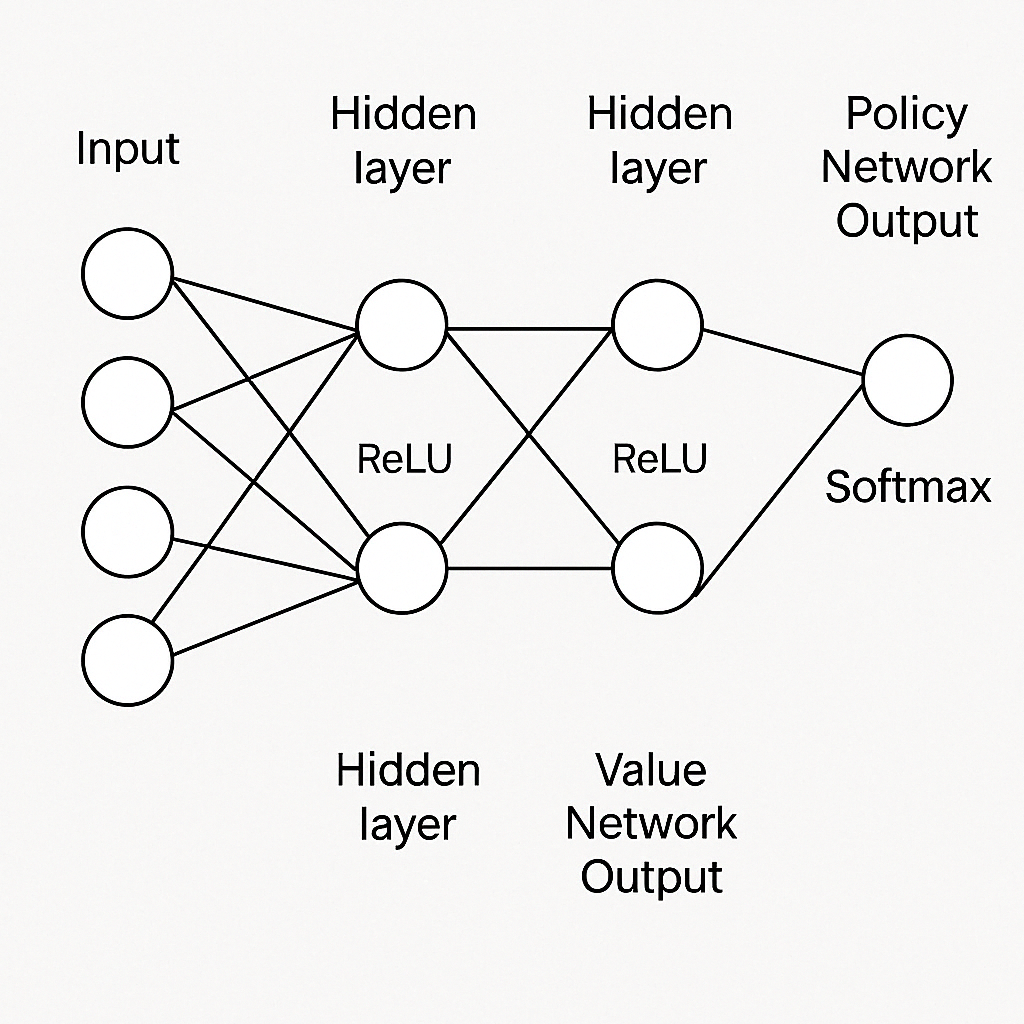 Input
Hidden
layer
Hidden
layer
Policy
Network
Output
ReLU
ReLU
Softmax
Hidden
layer
Value
Network
Output